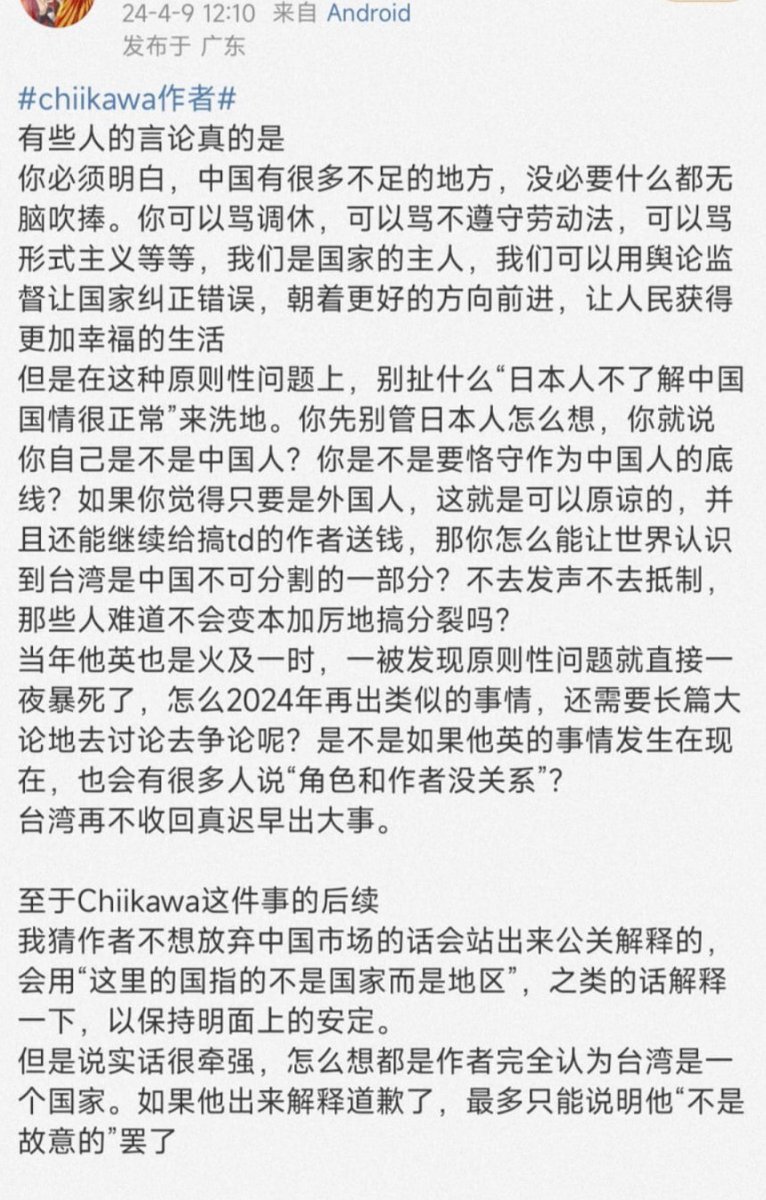 24-4-9 12:10 来自 Android
发布于 广东
#chiikawa作者#
有些人的言论真的是
你必须明白，中国有很多不足的地方，没必要什么都无
脑吹捧。你可以骂调休，可以骂不遵守劳动法，可以骂
形式主义等等，我们是国家的主人，我们可以用舆论监
督让国家纠正错误，朝着更好的方向前进，让人民获得
更加幸福的生活
但是在这种原则性问题上，别扯什么“日本人不了解中国
国情很正常”来洗地。你先别管日本人怎么想，你就说
你自己是不是中国人？你是不是要恪守作为中国人的底
线？如果你觉得只要是外国人，这就是可以原谅的，并
且还能继续给搞td的作者送钱，那你怎么能让世界认识
到台湾是中国不可分割的一部分？不去发声不去抵制，
那些人难道不会变本加厉地搞分裂吗？
当年他英也是火及一时，一被发现原则性问题就直接一
夜暴死了，怎么2024年再出类似的事情，还需要长篇大
论地去讨论去争论呢？是不是如果他英的事情发生在现
在，也会有很多人说“角色和作者没关系”？
台湾再不收回真迟早出大事。
至于Chiikawa这件事的后续
我猜作者不想放弃中国市场的话会站出来公关解释的，
会用“这里的国指的不是国家而是地区”，之类的话解释
一下，以保持明面上的安定。
但是说实话很牵强，怎么想都是作者完全认为台湾是一
个国家。如果他出来解释道歉了，最多只能说明他“不是
故意的”罢了